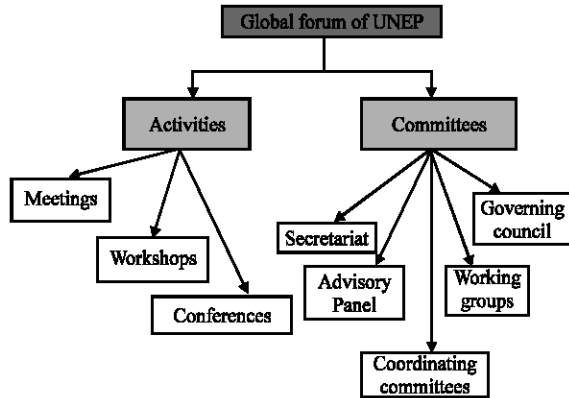 Global forum of UNEP
Activities
Committees
Meetings
Workshops
Conferences
Secretariat
Advisory
Panel
Coordinating
committees
Working
groups
Governing
council